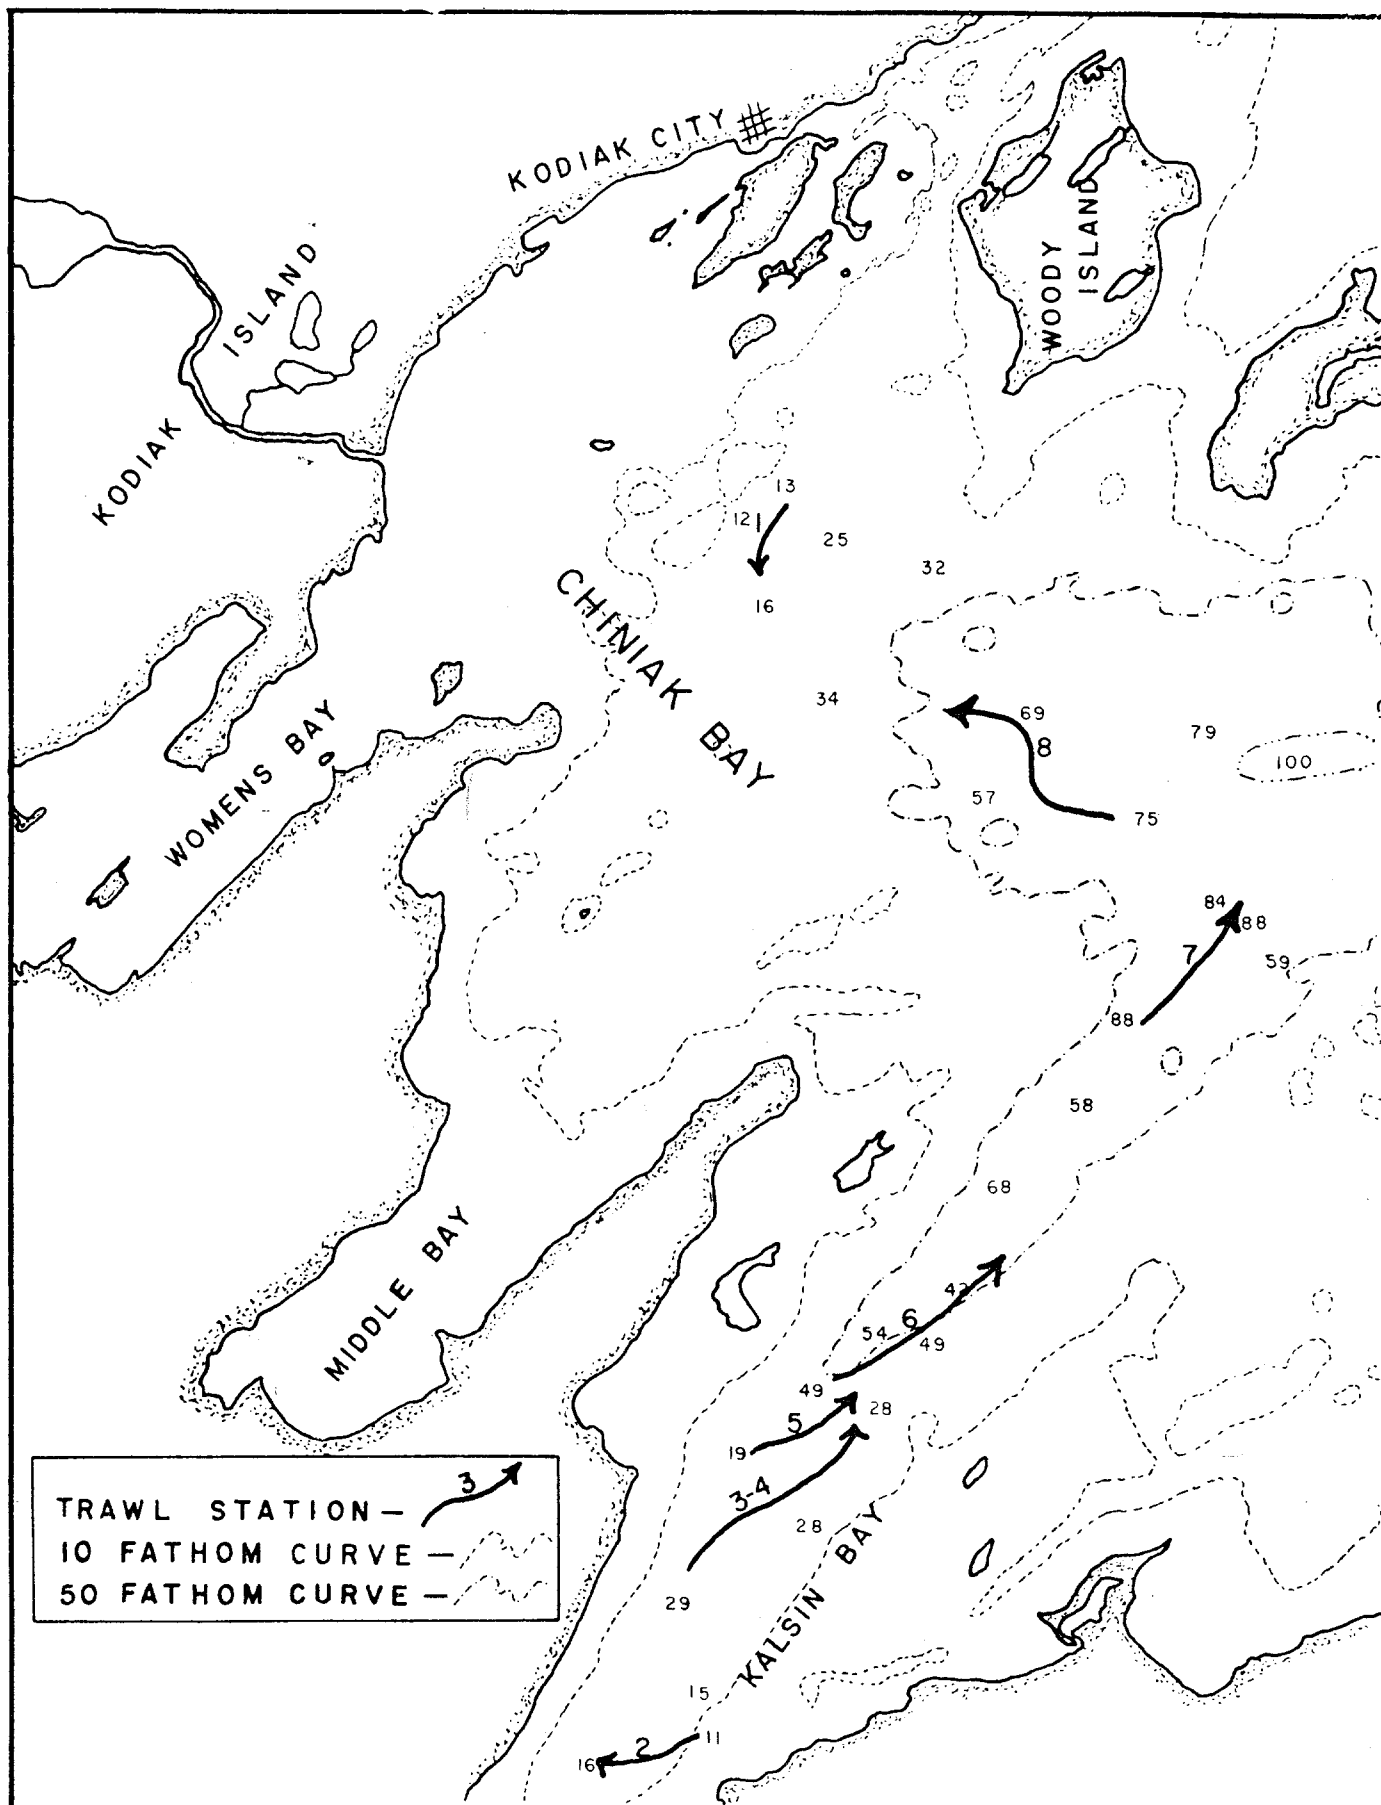 KODIAK CITY
WOODY
ISLAND
KODIAK
ISLAND
13
12
1
25
16
32
CHINIAK BAY
34
69
8
79
100
57
75
WOMENS BAY
84
88
7
59
88
58
68
MIDDLE BAY
42
6
54
49
49
28
5
19
3-4
28
29
KALSIN BAY
15
11
2
16
TRAWL STATION — 3
10 FATHOM CURVE —
50 FATHOM CURVE —